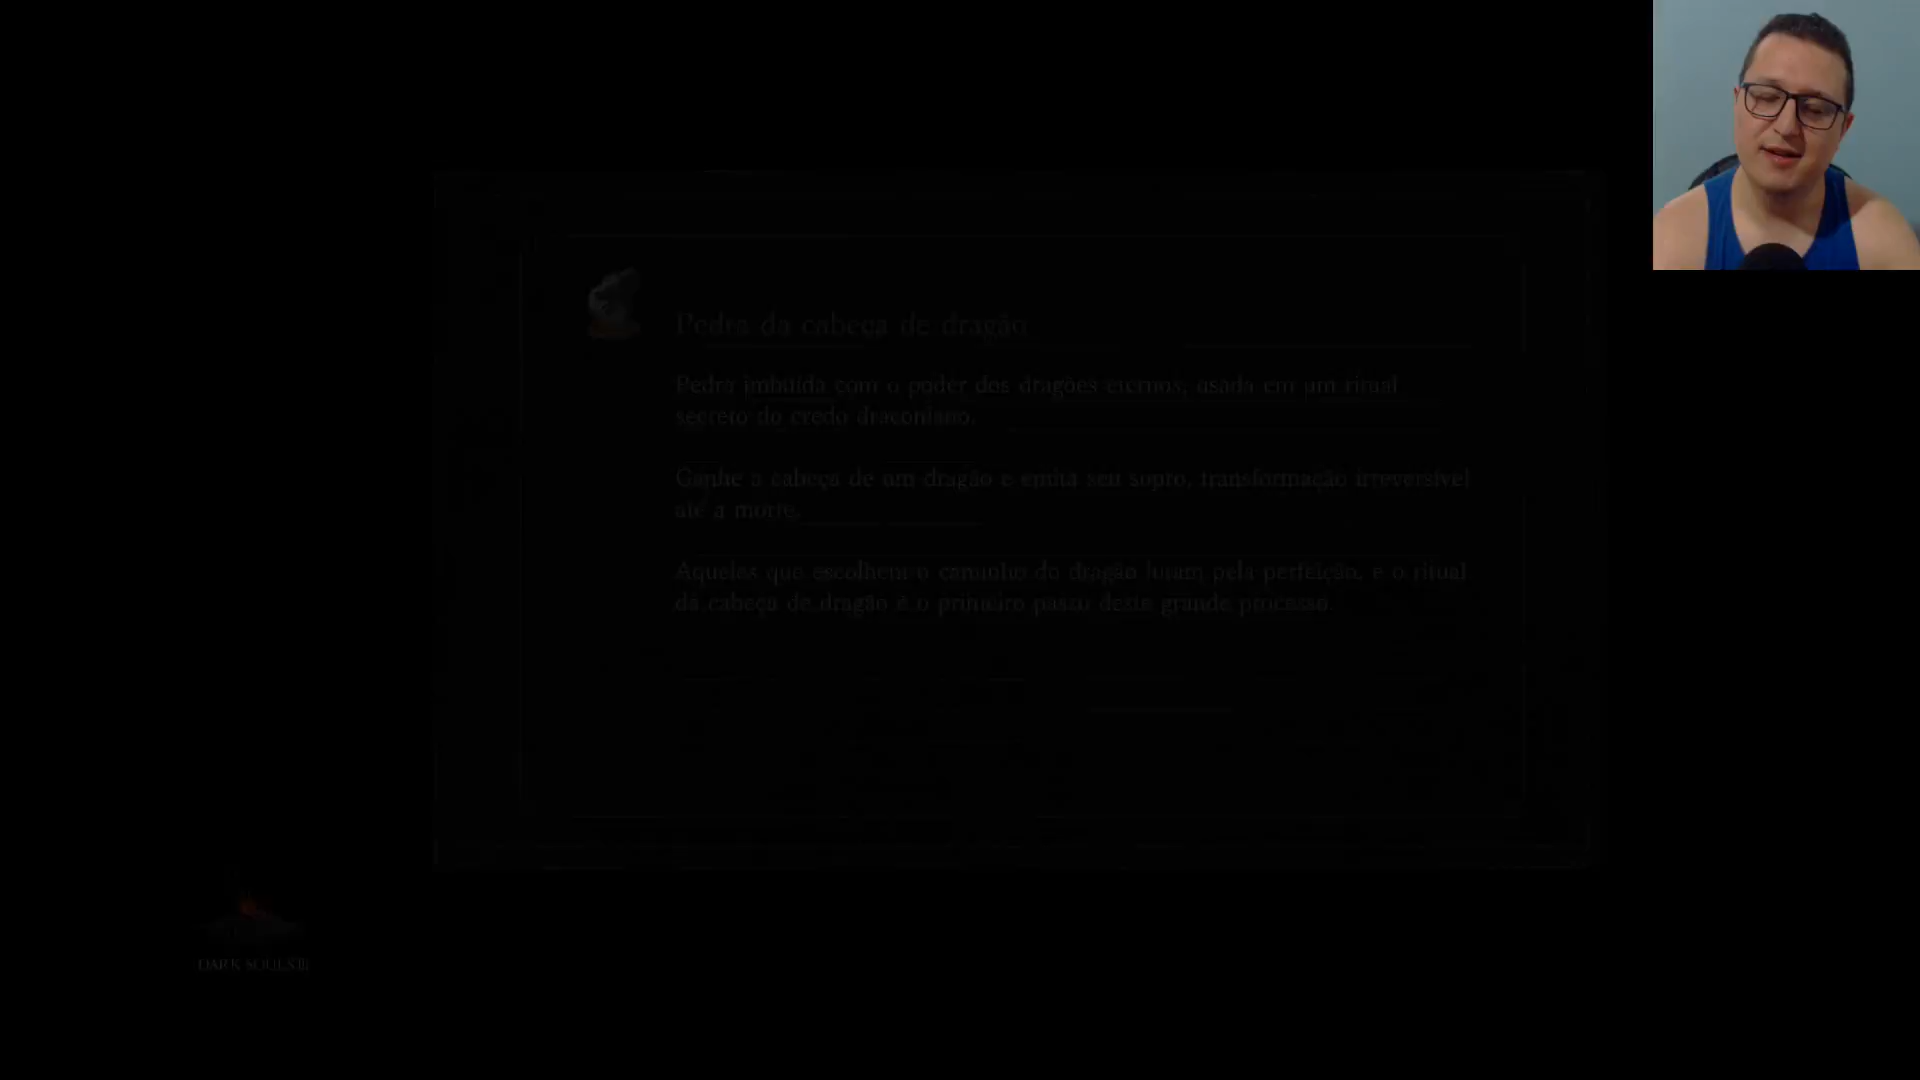 Pedra da cabeça de dragão
Pedra imbuída com o poder dos dragões eternos, usada em um ritual
secreto do credo draconiano.
Ganhe a cabeça de um dragão e emita seu sopro, transformação irreversível
até a morte.
Aqueles que escolhem o caminho do dragão lutam pela perfeição, e o ritual
da cabeça de dragão é o primeiro passo deste grande processo.
DARK SOULS III